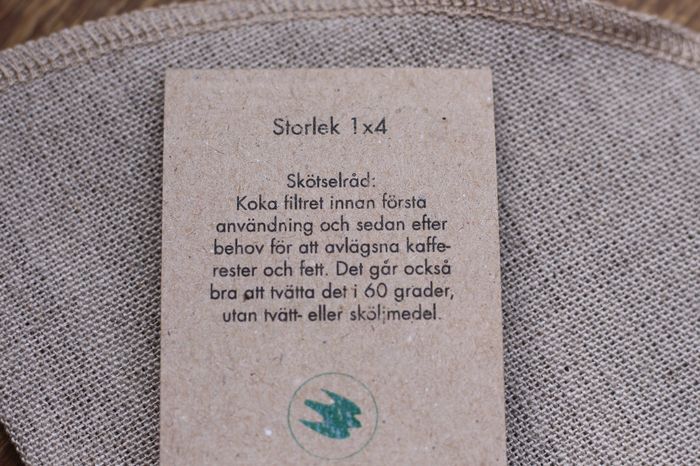 Storlek 1x4
Skötselråd:
Koka filtret innan första
användning och sedan efter
behov för att avlägsna kaffe-
rester och fett. Det går också
bra att tvätta det i 60 grader,
utan tvätt- eller sköljmedel.